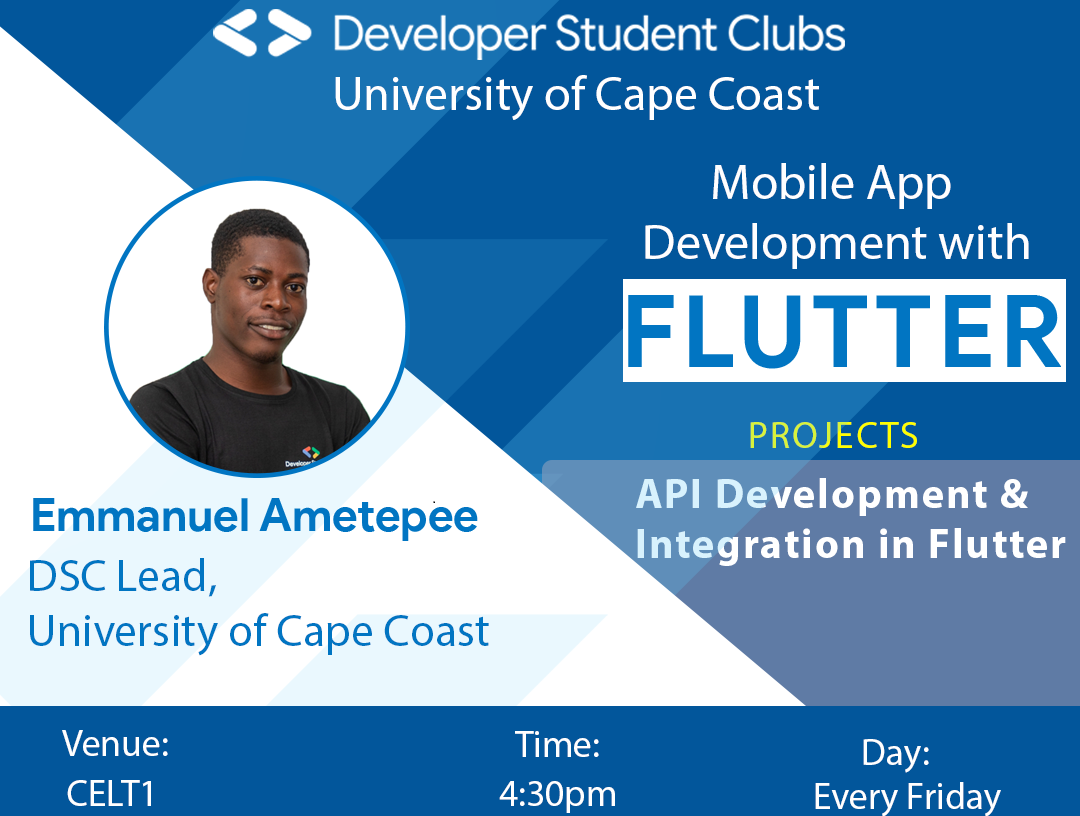 Developer Student Clubs
University of Cape Coast
Mobile App
Development with
FLUTTER
PROJECTS
API Development &
Integration in Flutter
Emmanuel Ametepee
DSC Lead,
University of Cape Coast
Venue:
CELT1
Time:
4:30pm
Day:
Every Friday